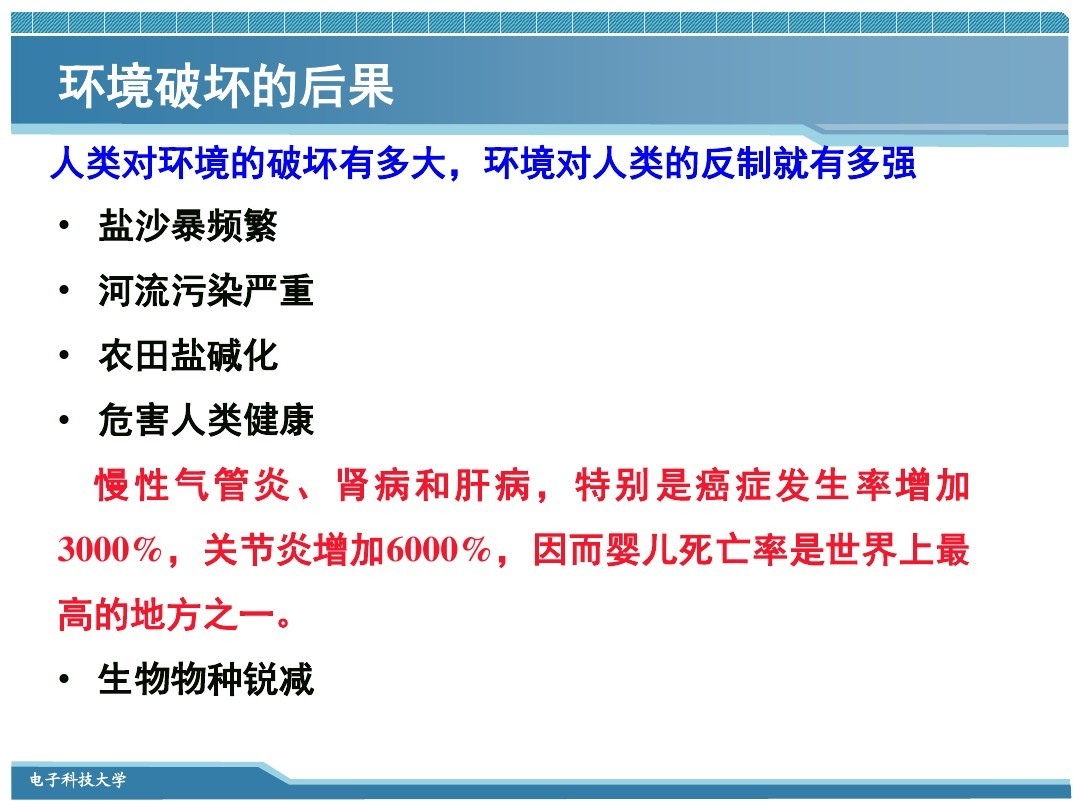 环境破坏的后果
人类对环境的破坏有多大，环境对人类的反制就有多强
• 盐沙暴频繁
• 河流污染严重
• 农田盐碱化
• 危害人类健康
慢性气管炎、肾病和肝病，特别是癌症发生率增加
3000%，关节炎增加6000%，因而婴儿死亡率是世界上最
高的地方之一。
• 生物物种锐减
电子科技大学